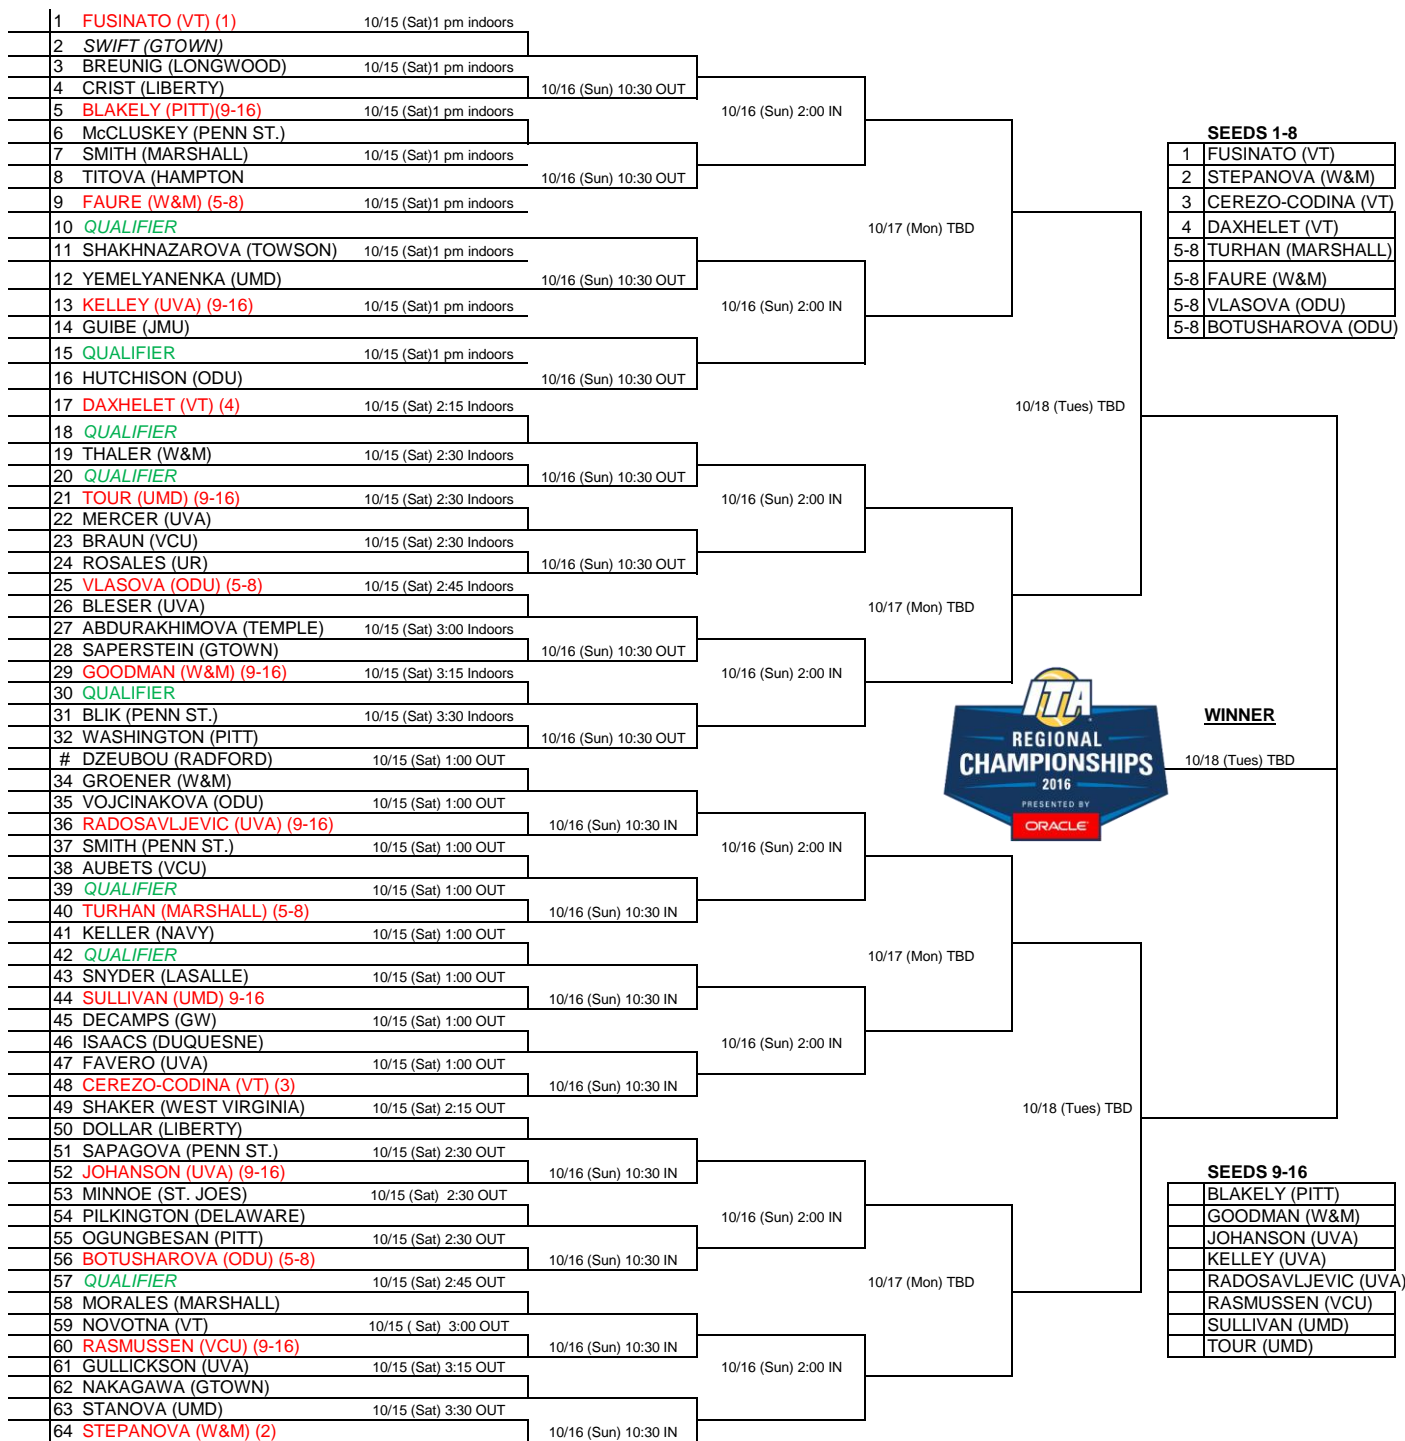 1 FUSINATO (VT) (1) 10/15 (Sat)1 pm indoors
2 SWIFT (GTOWN)
3 BREUNIG (LONGWOOD) 10/15 (Sat)1 pm indoors
4 CRIST (LIBERTY) 10/16 (Sun) 10:30 OUT
5 BLAKELY (PITT)(9-16) 10/15 (Sat)1 pm indoors 10/16 (Sun) 2:00 IN
6 McCLUSKEY (PENN ST.) SEEDS 1-8
7 SMITH (MARSHALL) 10/15 (Sat)1 pm indoors 1 FUSINATO (VT)
8 TITOVA (HAMPTON 10/16 (Sun) 10:30 OUT 2 STEPANOVA (W&M)
9 FAURE (W&M) (5-8) 10/15 (Sat)1 pm indoors 3 CEREZO-CODINA (VT)
10 QUALIFIER 10/17 (Mon) TBD 4 DAXHELET (VT)
11 SHAKHNAZAROVA (TOWSON) 10/15 (Sat)1 pm indoors 5-8 TURHAN (MARSHALL)
12 YEMELYANENKA (UMD) 10/16 (Sun) 10:30 OUT 5-8 FAURE (W&M)
13 KELLEY (UVA) (9-16) 10/15 (Sat)1 pm indoors 10/16 (Sun) 2:00 IN 5-8 VLASOVA (ODU)
14 GUIBE (JMU) 5-8 BOTUSHAROVA (ODU)
15 QUALIFIER 10/15 (Sat)1 pm indoors
16 HUTCHISON (ODU) 10/16 (Sun) 10:30 OUT
17 DAXHELET (VT) (4) 10/15 (Sat) 2:15 Indoors 10/18 (Tues) TBD
18 QUALIFIER
19 THALER (W&M) 10/15 (Sat) 2:30 Indoors
20 QUALIFIER 10/16 (Sun) 10:30 OUT
21 TOUR (UMD) (9-16) 10/15 (Sat) 2:30 Indoors 10/16 (Sun) 2:00 IN
22 MERCER (UVA)
23 BRAUN (VCU) 10/15 (Sat) 2:30 Indoors
24 ROSALES (UR) 10/16 (Sun) 10:30 OUT
25 VLASOVA (ODU) (5-8) 10/15 (Sat) 2:45 Indoors
26 BLESER (UVA) 10/17 (Mon) TBD
27 ABDURAKHIMOVA (TEMPLE) 10/15 (Sat) 3:00 Indoors
28 SAPERSTEIN (GTOWN) 10/16 (Sun) 10:30 OUT
29 GOODMAN (W&M) (9-16) 10/15 (Sat) 3:15 Indoors 10/16 (Sun) 2:00 IN
30 QUALIFIER ITA
31 BLIK (PENN ST.) 10/15 (Sat) 3:30 Indoors WINNER
32 WASHINGTON (PITT) 10/16 (Sun) 10:30 OUT REGIONAL
# DZEUBOU (RADFORD) 10/15 (Sat) 1:00 OUT CHAMPIONSHIPS 10/18 (Tues) TBD
34 GROENER (W&M) 2016
35 VOJCINAKOVA (ODU) 10/15 (Sat) 1:00 OUT PRESENTED BY
36 RADOSAVLJEVIC (UVA) (9-16) 10/16 (Sun) 10:30 IN ORACLE
37 SMITH (PENN ST.) 10/15 (Sat) 1:00 OUT 10/16 (Sun) 2:00 IN
38 AUBETS (VCU)
39 QUALIFIER 10/15 (Sat) 1:00 OUT
40 TURHAN (MARSHALL) (5-8) 10/16 (Sun) 10:30 IN
41 KELLER (NAVY) 10/15 (Sat) 1:00 OUT
42 QUALIFIER 10/17 (Mon) TBD
43 SNYDER (LASALLE) 10/15 (Sat) 1:00 OUT
44 SULLIVAN (UMD) 9-16 10/16 (Sun) 10:30 IN
45 DECAMPS (GW) 10/15 (Sat) 1:00 OUT
46 ISAACS (DUQUESNE) 10/16 (Sun) 2:00 IN
47 FAVERO (UVA) 10/15 (Sat) 1:00 OUT
48 CEREZO-CODINA (VT) (3) 10/16 (Sun) 10:30 IN
49 SHAKER (WEST VIRGINIA) 10/15 (Sat) 2:15 OUT 10/18 (Tues) TBD
50 DOLLAR (LIBERTY)
51 SAPAGOVA (PENN ST.) 10/15 (Sat) 2:30 OUT
52 JOHANSON (UVA) (9-16) 10/16 (Sun) 10:30 IN SEEDS 9-16
53 MINNOE (ST. JOES) 10/15 (Sat) 2:30 OUT BLAKELY (PITT)
54 PILKINGTON (DELAWARE) 10/16 (Sun) 2:00 IN GOODMAN (W&M)
55 OGUNGBESAN (PITT) 10/15 (Sat) 2:30 OUT JOHANSON (UVA)
56 BOTUSHAROVA (ODU) (5-8) 10/16 (Sun) 10:30 IN KELLEY (UVA)
57 QUALIFIER 10/15 (Sat) 2:45 OUT 10/17 (Mon) TBD RADOSAVLJEVIC (UVA)
58 MORALES (MARSHALL) RASMUSSEN (VCU)
59 NOVOTNA (VT) 10/15 ( Sat) 3:00 OUT SULLIVAN (UMD)
60 RASMUSSEN (VCU) (9-16) 10/16 (Sun) 10:30 IN TOUR (UMD)
61 GULLICKSON (UVA) 10/15 (Sat) 3:15 OUT 10/16 (Sun) 2:00 IN
62 NAKAGAWA (GTOWN)
63 STANOVA (UMD) 10/15 (Sat) 3:30 OUT
64 STEPANOVA (W&M) (2) 10/16 (Sun) 10:30 IN